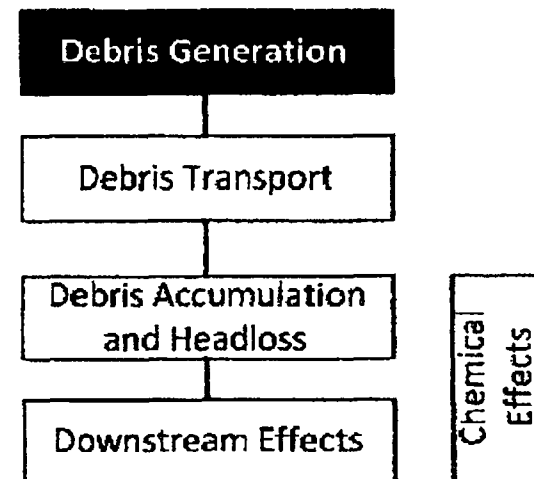 Debris Generation
Debris Transport
Debris Accumulation
and Headloss
Chemical
Effects
Downstream Effects